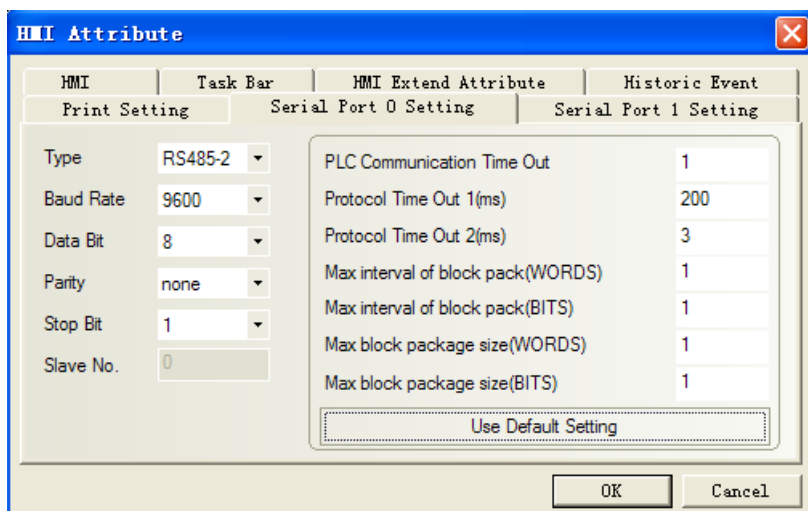 HMI Attribute
HMI Task Bar HMI Extend Attribute Historic Event
Print Setting Serial Port 0 Setting Serial Port 1 Setting
Type RS485-2
Baud Rate 9600
Data Bit 8
Parity none
Stop Bit 1
Slave No. 0
PLC Communication Time Out 1
Protocol Time Out 1(ms) 200
Protocol Time Out 2(ms) 3
Max interval of block pack(WORDS) 1
Max interval of block pack(BITS) 1
Max block package size(WORDS) 1
Max block package size(BITS) 1
Use Default Setting
OK Cancel